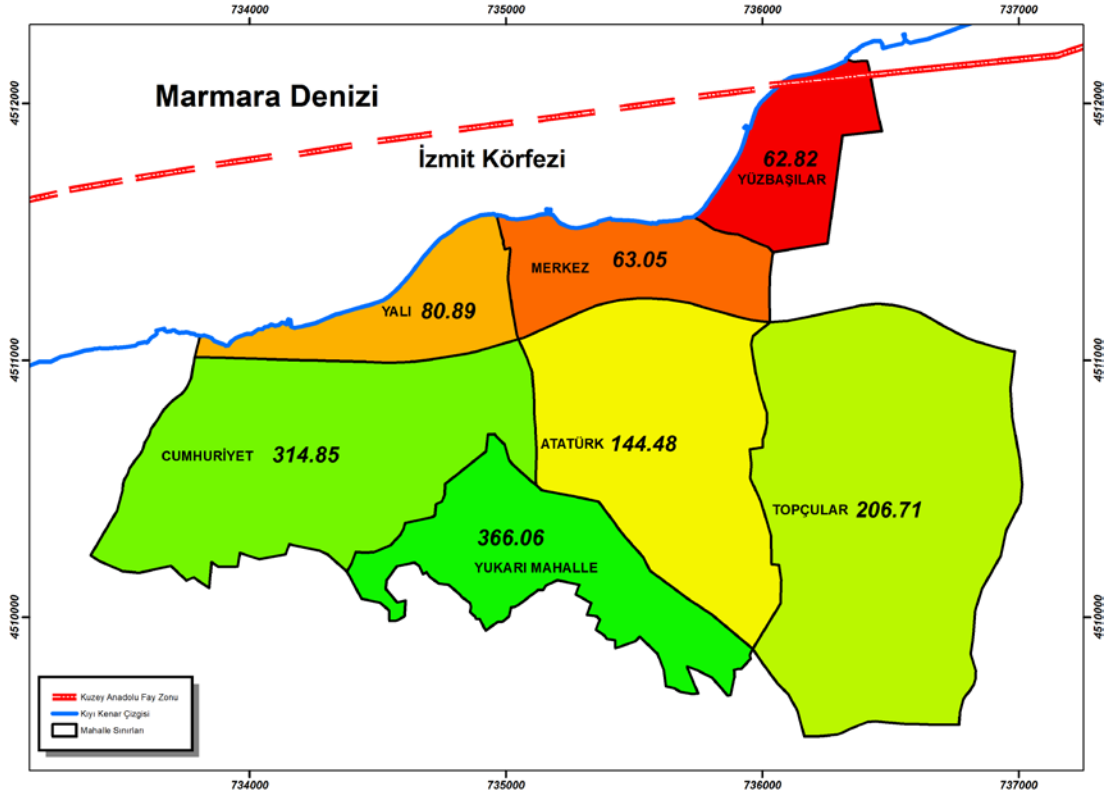 734000 735000 736000 737000
4512000 4512000
Marmara Denizi
İzmit Körfezi
62.82
YÜZBAŞILAR
MERKEZ 63.05
YALI 80.89
4511000 4511000
CUMHURİYET 314.85
ATATÜRK 144.48
TOPÇULAR 206.71
366.06
YUKARI MAHALLE
4510000 4510000
Kuzey Anadolu Fay Zonu
Kıyı Kenar Çizgisi
Mahalle Sınırları
734000 735000 736000 737000